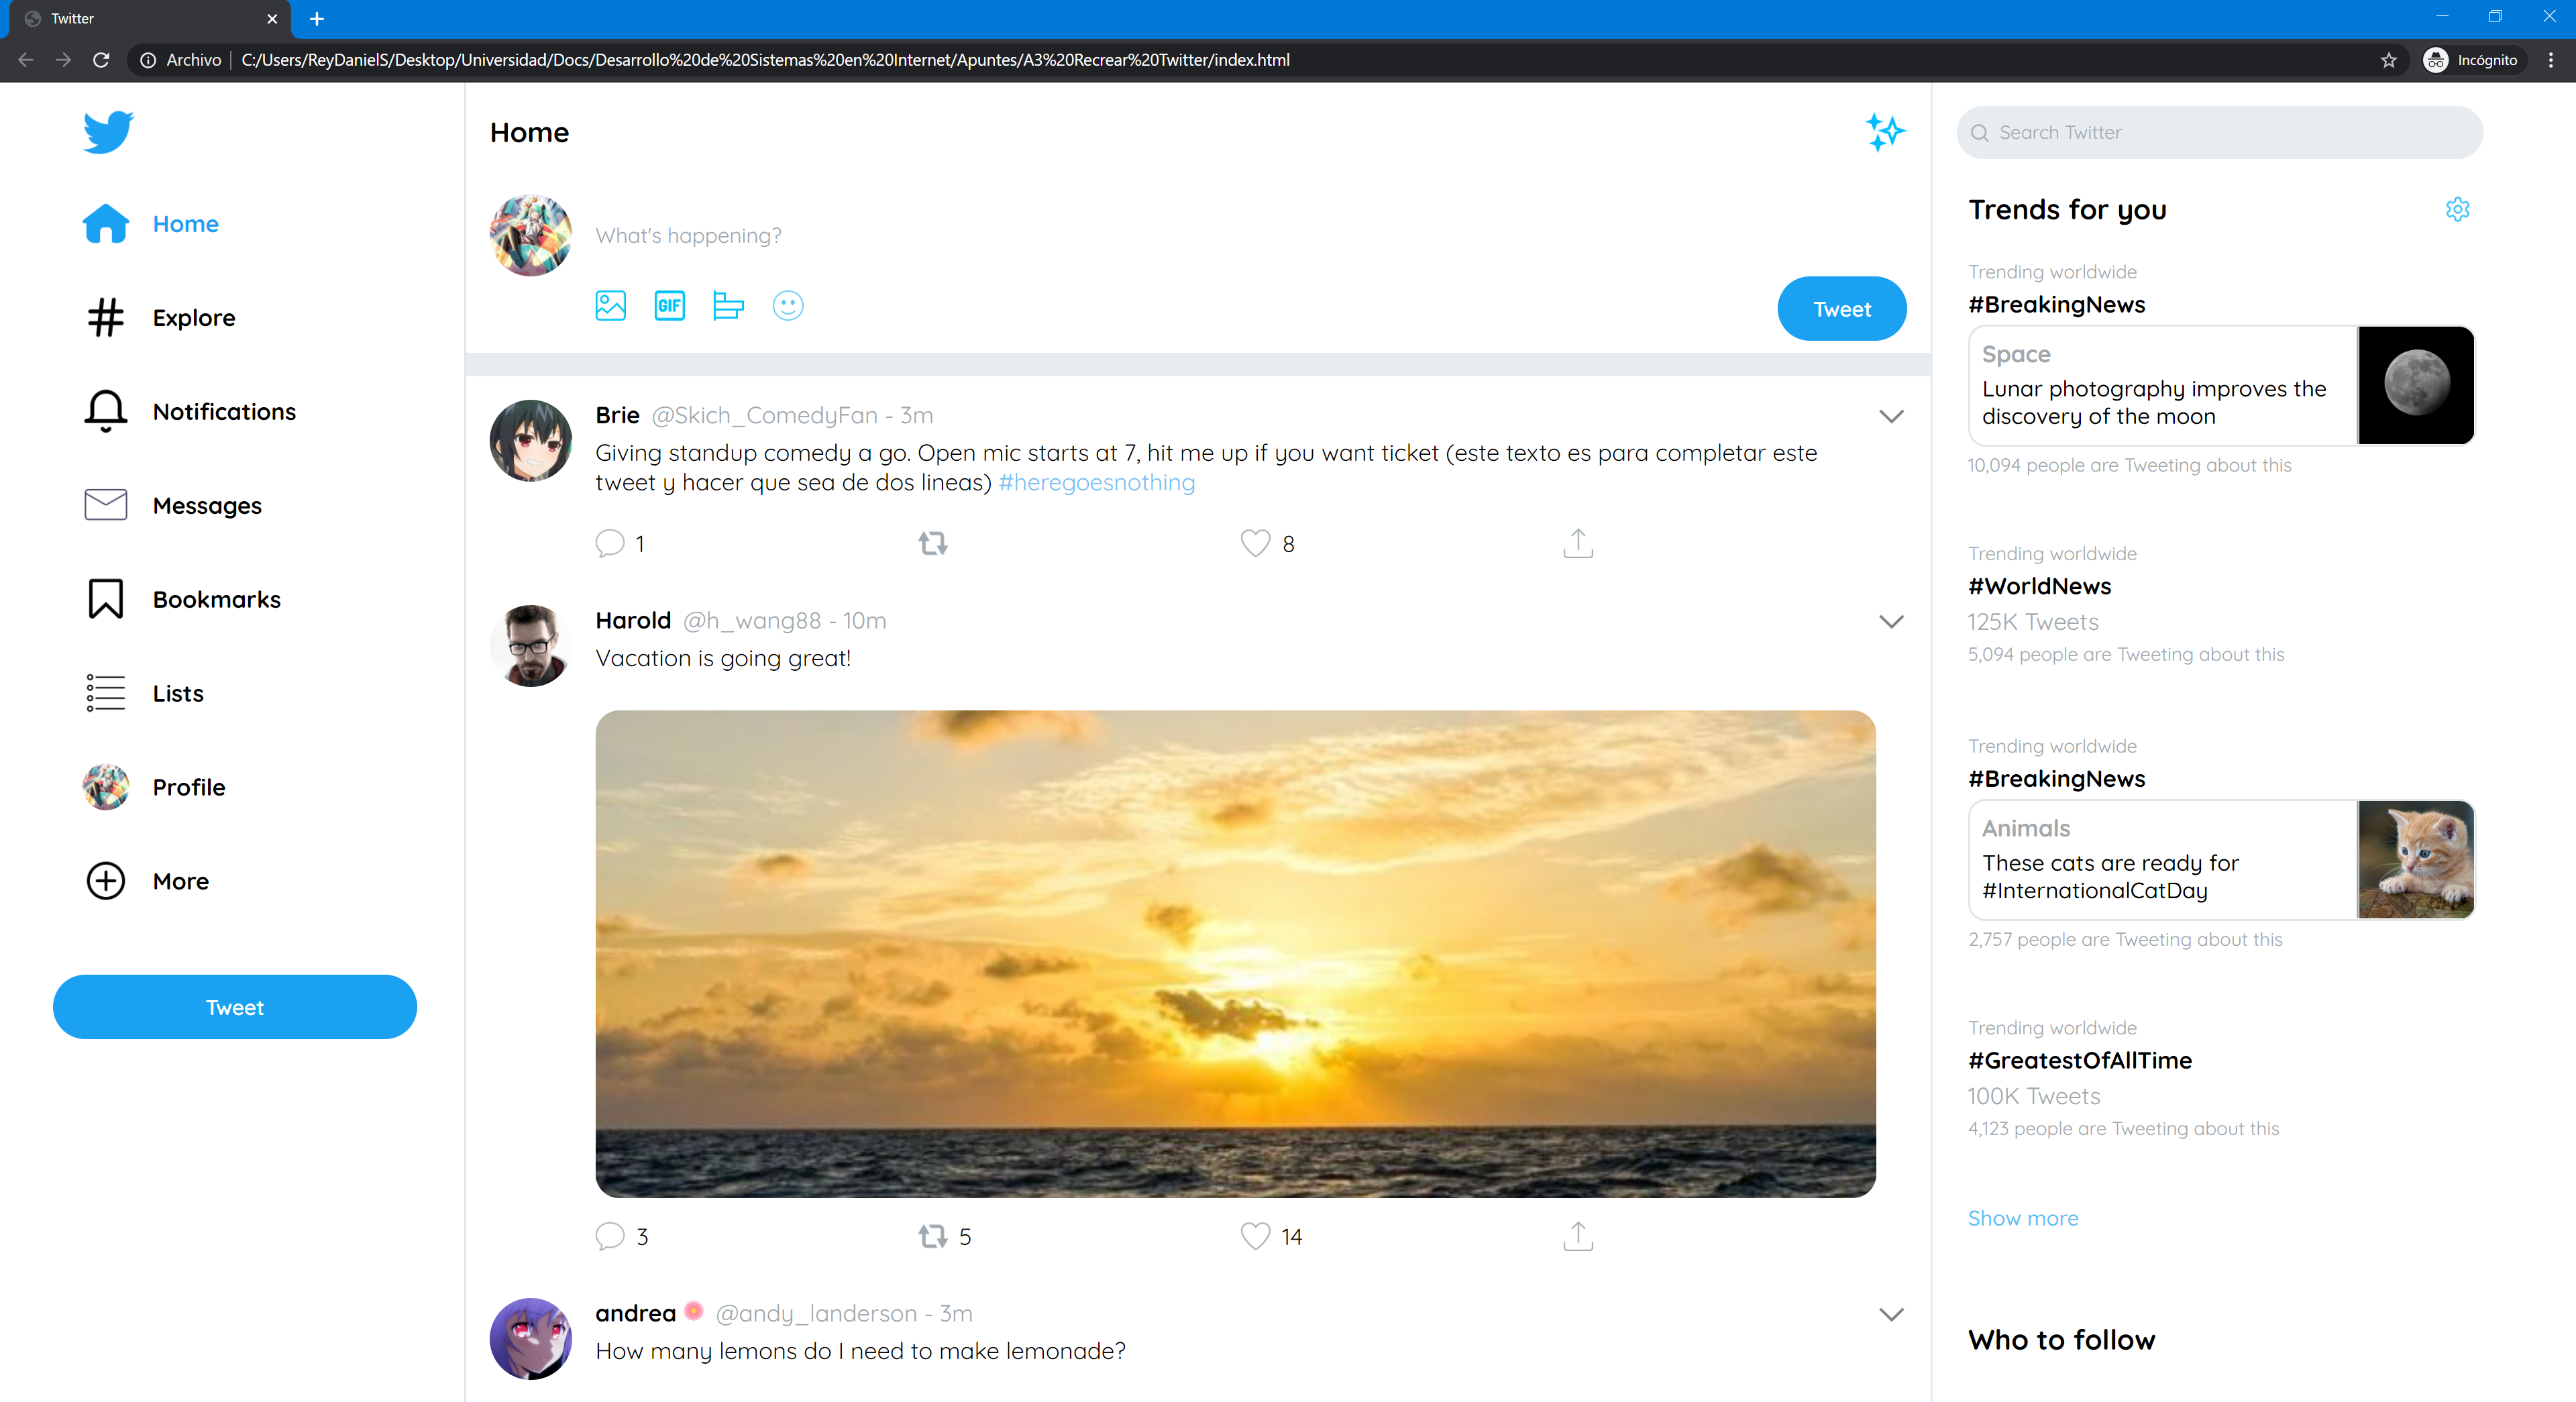 Twitter
Archivo
C:/Users/ReyDanielS/Desktop/Universidad/Docs/Desarrollo%20de%20Sistemas%20en%20Internet/Apuntes/A3%20Recrear%20Twitter/index.html
Incógnito
Home
Explore
Notifications
Messages
Bookmarks
Lists
Profile
More
Tweet
Home
What's happening?
GIF
Tweet
Brie @Skich_ComedyFan - 3m
Giving standup comedy a go. Open mic starts at 7, hit me up if you want ticket (este texto es para completar este
tweet y hacer que sea de dos lineas) #heregoesnothing
1
8
Harold @h_wang88 - 10m
Vacation is going great!
3
5
14
andrea @andy_landerson - 3m
How many lemons do I need to make lemonade?
Search Twitter
Trends for you
Trending worldwide
#BreakingNews
Space
Lunar photography improves the
discovery of the moon
10,094 people are Tweeting about this
Trending worldwide
#WorldNews
125K Tweets
5,094 people are Tweeting about this
Trending worldwide
#BreakingNews
Animals
These cats are ready for
#InternationalCatDay
2,757 people are Tweeting about this
Trending worldwide
#GreatestOfAllTime
100K Tweets
4,123 people are Tweeting about this
Show more
Who to follow